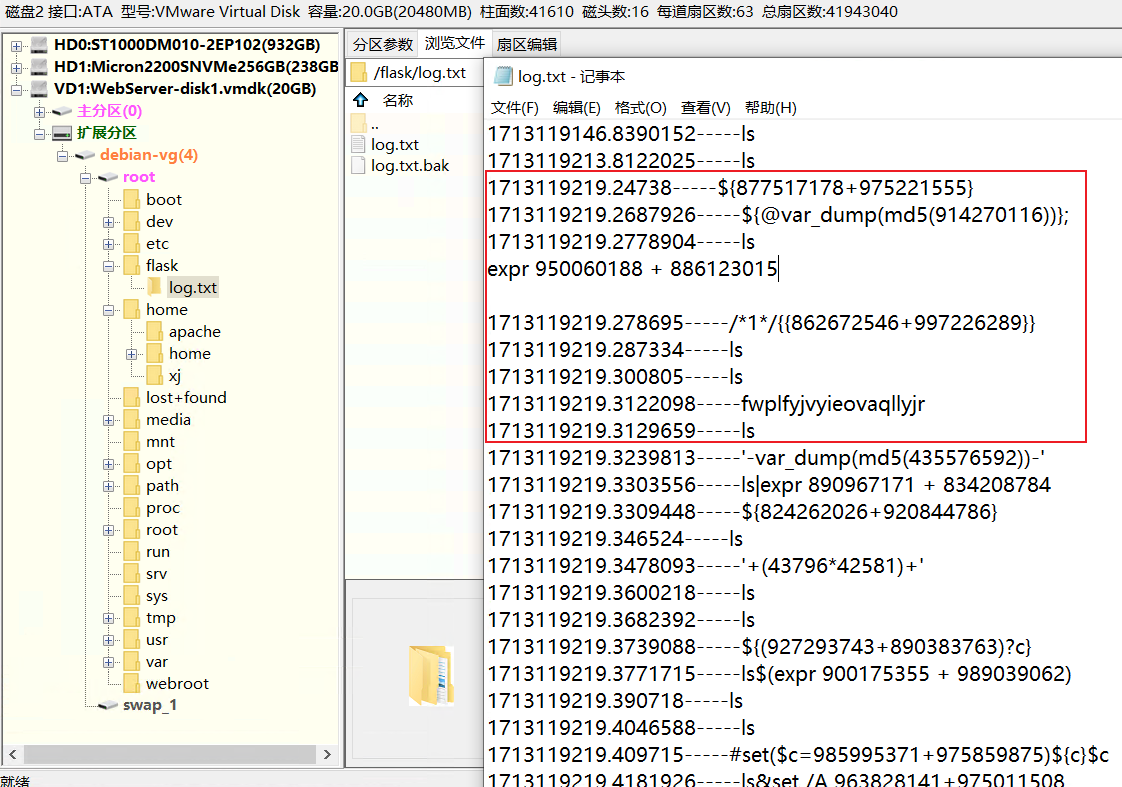 磁盘2 接口:ATA 型号:VMware Virtual Disk 容量:20.0GB(20480MB) 柱面数:41610 磁头数:16 每道扇区数:63 总扇区数:41943040
HD0:ST1000DM010-2EP102(932GB)
HD1:Micron2200SNVMe256GB(238GB
VD1:WebServer-disk1.vmdk(20GB)
主分区(0)
扩展分区
debian-vg(4)
root
boot
dev
etc
flask
log.txt
home
apache
home
xj
lost+found
media
mnt
opt
path
proc
root
run
srv
sys
tmp
usr
var
webroot
swap_1
就绪
分区参数 浏览文件 扇区编辑
/flask/log.txt
名称
..
log.txt
log.txt.bak
log.txt - 记事本
文件(F) 编辑(E) 格式(O) 查看(V) 帮助(H)
1713119146.8390152-----ls
1713119213.8122025-----ls
1713119219.24738-----${877517178+975221555}
1713119219.2687926-----${@var_dump(md5(914270116))};
1713119219.2778904-----ls
expr 950060188 + 886123015
1713119219.278695-----/*1*/{{862672546+997226289}}
1713119219.287334-----ls
1713119219.300805-----ls
1713119219.3122098-----fwplfyjvyieovaqllyjr
1713119219.3129659-----ls
1713119219.3239813-----'-var_dump(md5(435576592))-'
1713119219.3303556-----ls|expr 890967171 + 834208784
1713119219.3309448-----${824262026+920844786}
1713119219.346524-----ls
1713119219.3478093-----'+(43796*42581)+'
1713119219.3600218-----ls
1713119219.3682392-----ls
1713119219.3739088-----${(927293743+890383763)?c}
1713119219.3771715-----ls$(expr 900175355 + 989039062)
1713119219.390718-----ls
1713119219.4046588-----ls
1713119219.409715-----#set($c=985995371+975859875)${c}$c
1713119219.4181926-----ls&set /A 963828141+975011508